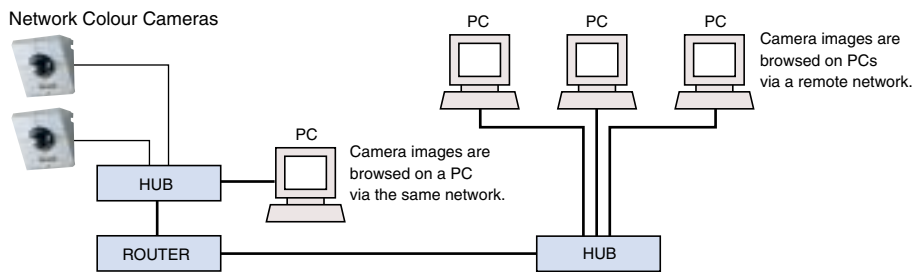 Network Colour Cameras
PC
PC
PC
Camera images are
browsed on PCs
via a remote network.
PC
Camera images are
browsed on a PC
via the same network.
HUB
ROUTER
HUB